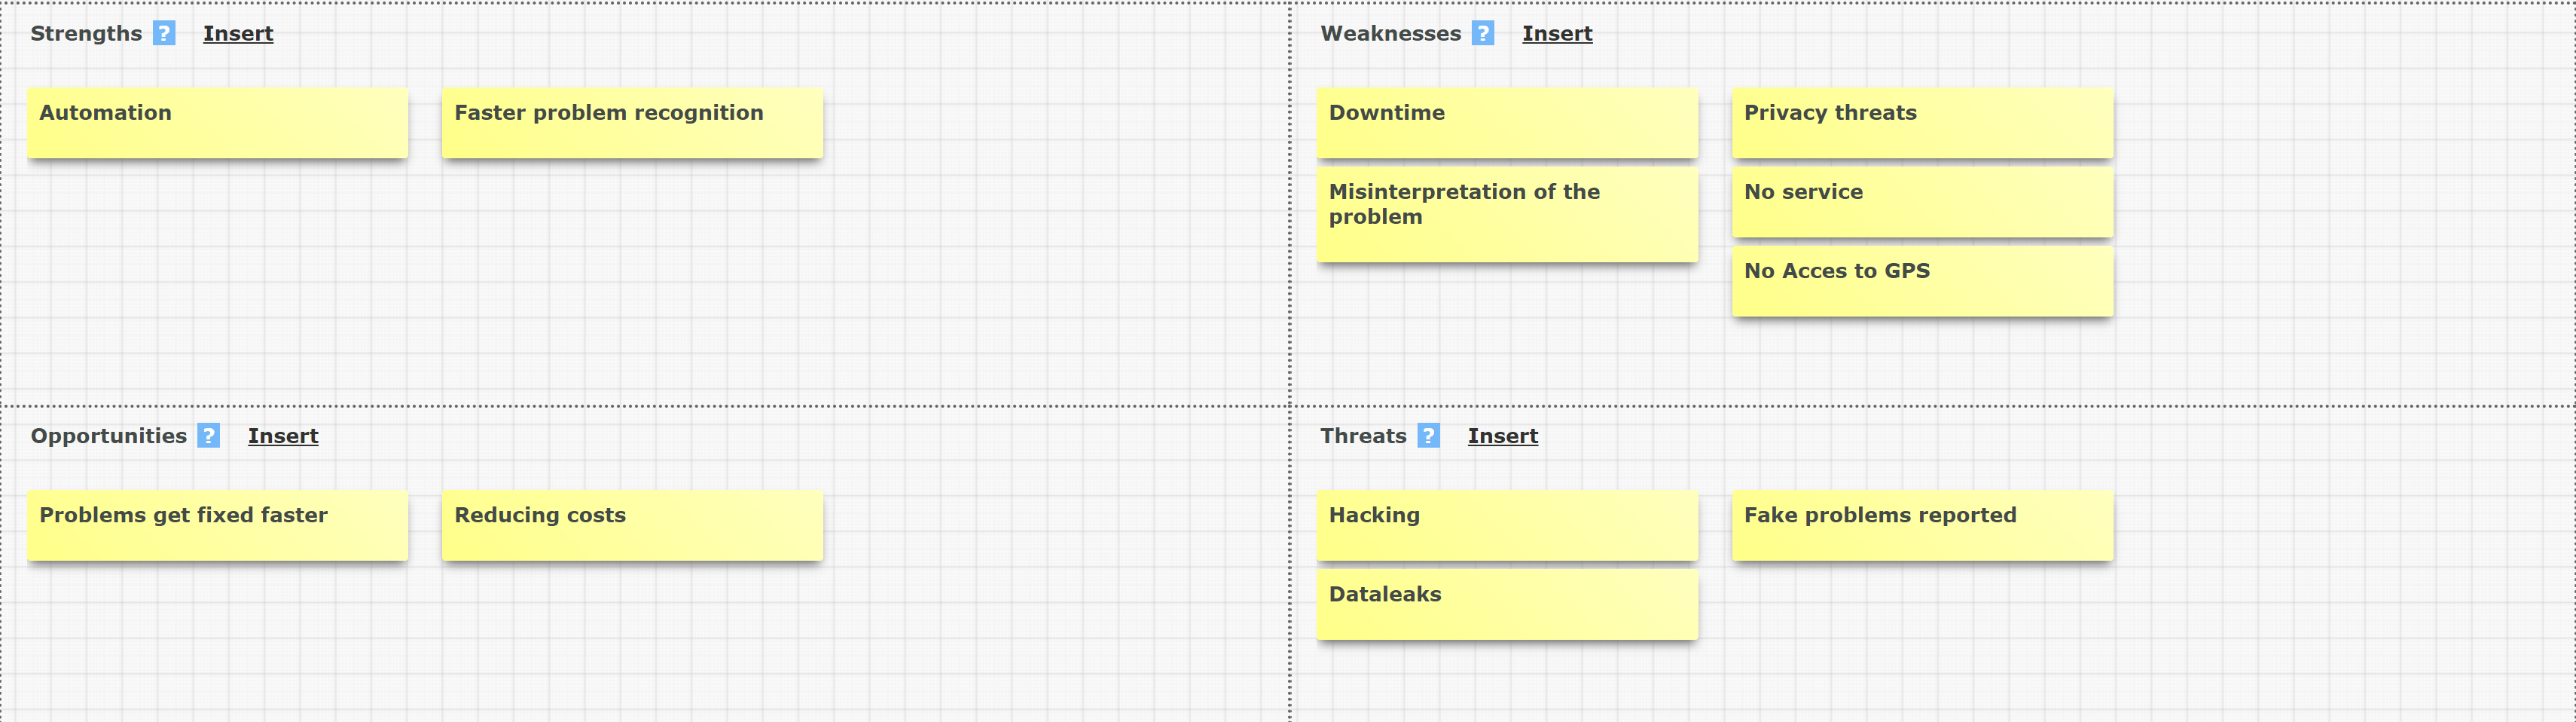 Strengths ? Insert
Automation
Faster problem recognition
Weaknesses ? Insert
Downtime
Privacy threats
Misinterpretation of the
problem
No service
No Acces to GPS
Opportunities ? Insert
Problems get fixed faster
Reducing costs
Threats ? Insert
Hacking
Fake problems reported
Dataleaks